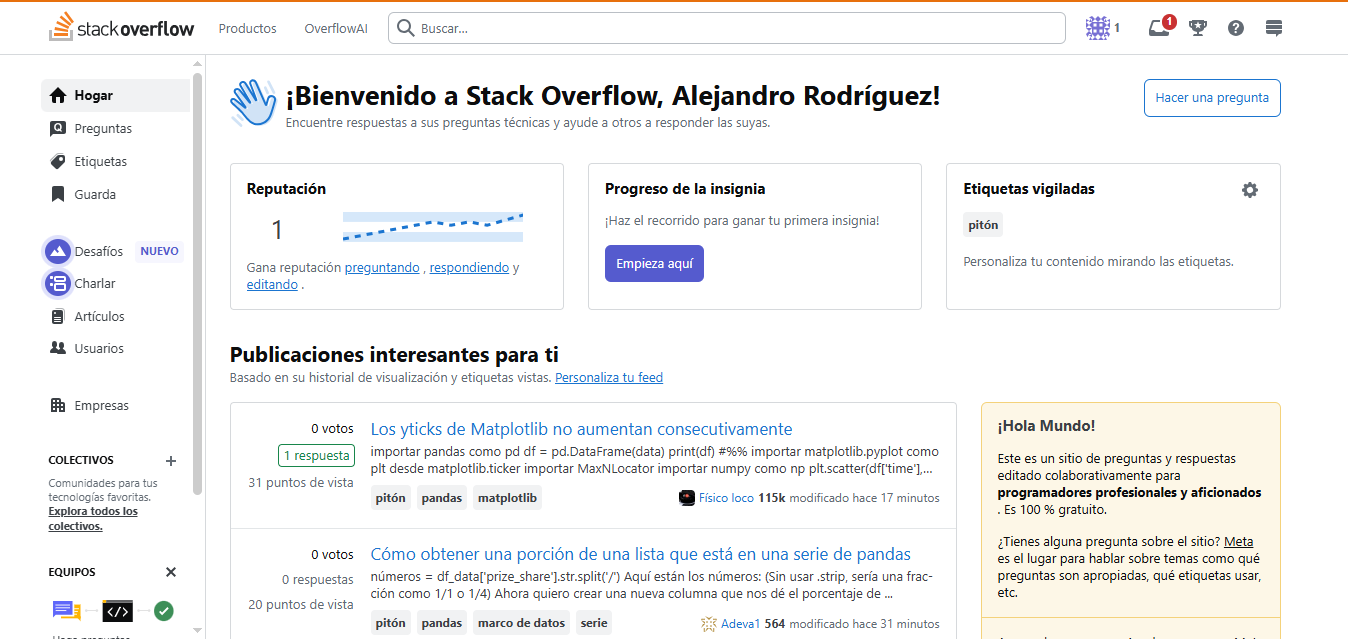 stackoverflow
Productos
OverflowAI
Buscar...
1
1
Hogar
Preguntas
Etiquetas
Guarda
Desafíos NUEVO
Charlar
Artículos
Usuarios
Empresas
COLECTIVOS
Comunidades para tus
tecnologías favoritas.
Explora todos los
colectivos.
EQUIPOS
¡Bienvenido a Stack Overflow, Alejandro Rodríguez!
Encuentre respuestas a sus preguntas técnicas y ayude a otros a responder las suyas.
Hacer una pregunta
Reputación
1
Gana reputación preguntando , respondiendo y
editando .
Progreso de la insignia
¡Haz el recorrido para ganar tu primera insignia!
Empieza aquí
Etiquetas vigiladas
pitón
Personaliza tu contenido mirando las etiquetas.
Publicaciones interesantes para ti
Basado en su historial de visualización y etiquetas vistas. Personaliza tu feed
0 votos
1 respuesta
31 puntos de vista
Los yticks de Matplotlib no aumentan consecutivamente
importar pandas como pd df = pd.DataFrame(data) print(df) #%% importar matplotlib.pyplot como
plt desde matplotlib.ticker importar MaxNLocator importar numpy como np plt.scatter(df['time'],...
pitón pandas matplotlib
Físico loco 115k modificado hace 17 minutos
0 votos
0 respuestas
20 puntos de vista
Cómo obtener una porción de una lista que está en una serie de pandas
números = df_data['prize_share'].str.split('/') Aquí están los números: (Sin usar .strip, sería una frac-
ción como 1/1 o 1/4) Ahora quiero crear una nueva columna que nos dé el porcentaje de ...
pitón pandas marco de datos serie
Adeva1 564 modificado hace 31 minutos
¡Hola Mundo!
Este es un sitio de preguntas y respuestas
editado colaborativamente para
programadores profesionales y aficionados
. Es 100 % gratuito.
¿Tienes alguna pregunta sobre el sitio? Meta
es el lugar para hablar sobre temas como qué
preguntas son apropiadas, qué etiquetas usar,
etc.